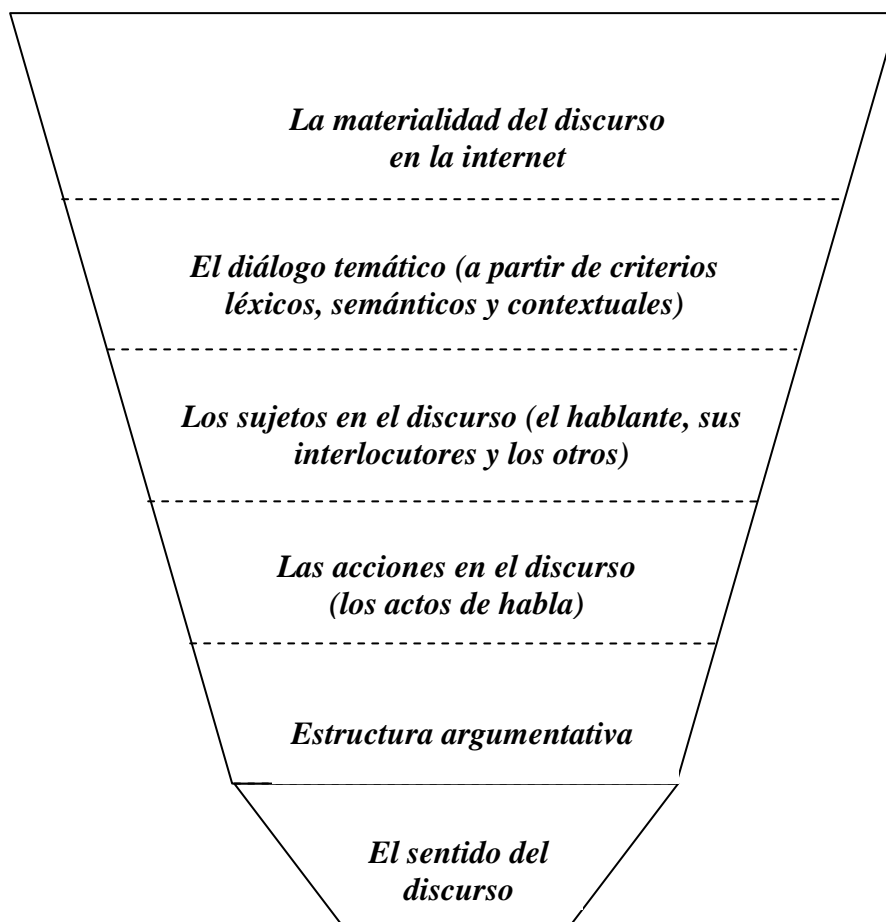 La materialidad del discurso
en la internet
El diálogo temático (a partir de criterios
léxicos, semánticos y contextuales)
Los sujetos en el discurso (el hablante, sus
interlocutores y los otros)
Las acciones en el discurso
(los actos de habla)
Estructura argumentativa
El sentido del
discurso